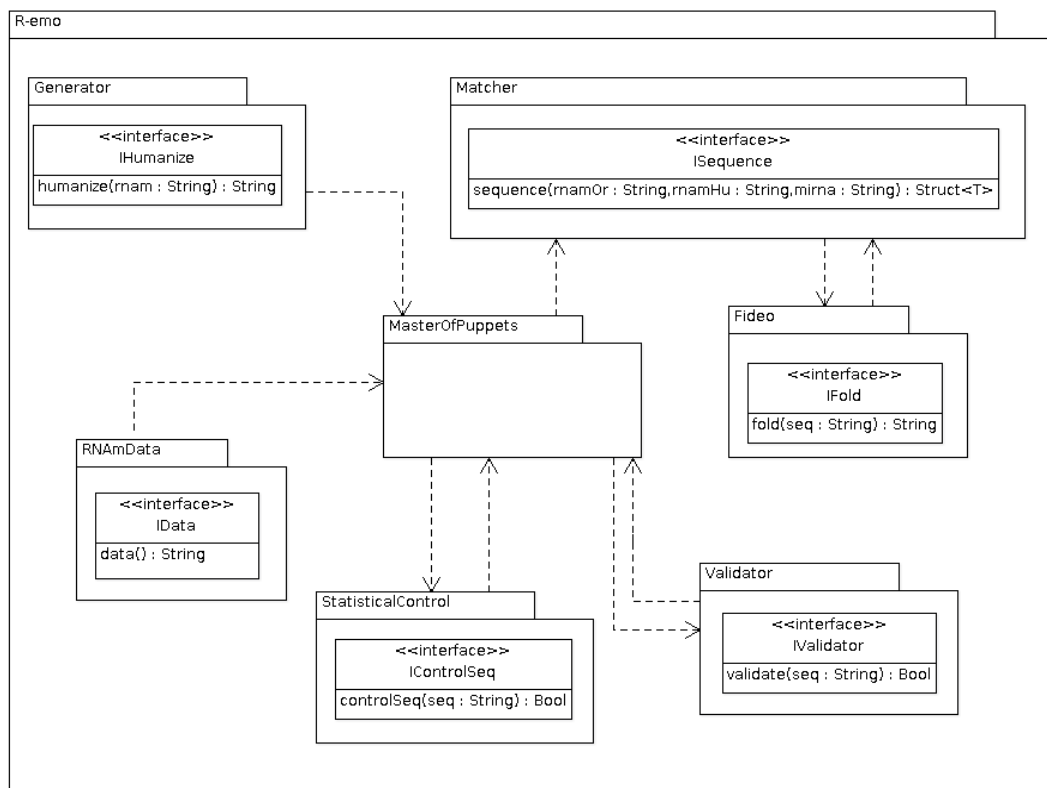 R-emo
Generator
<<interface>>
IHumanize
humanize(rnam : String) : String
Matcher
<<interface>>
ISequence
sequence(rnamOr : String,rnamHu : String,mirna : String) : Struct<T>
MasterOfPuppets
Fideo
<<interface>>
IFold
fold(seq : String) : String
RNAmData
<<interface>>
IData
data() : String
StatisticalControl
<<interface>>
IControlSeq
controlSeq(seq : String) : Bool
Validator
<<interface>>
IValidator
validate(seq : String) : Bool